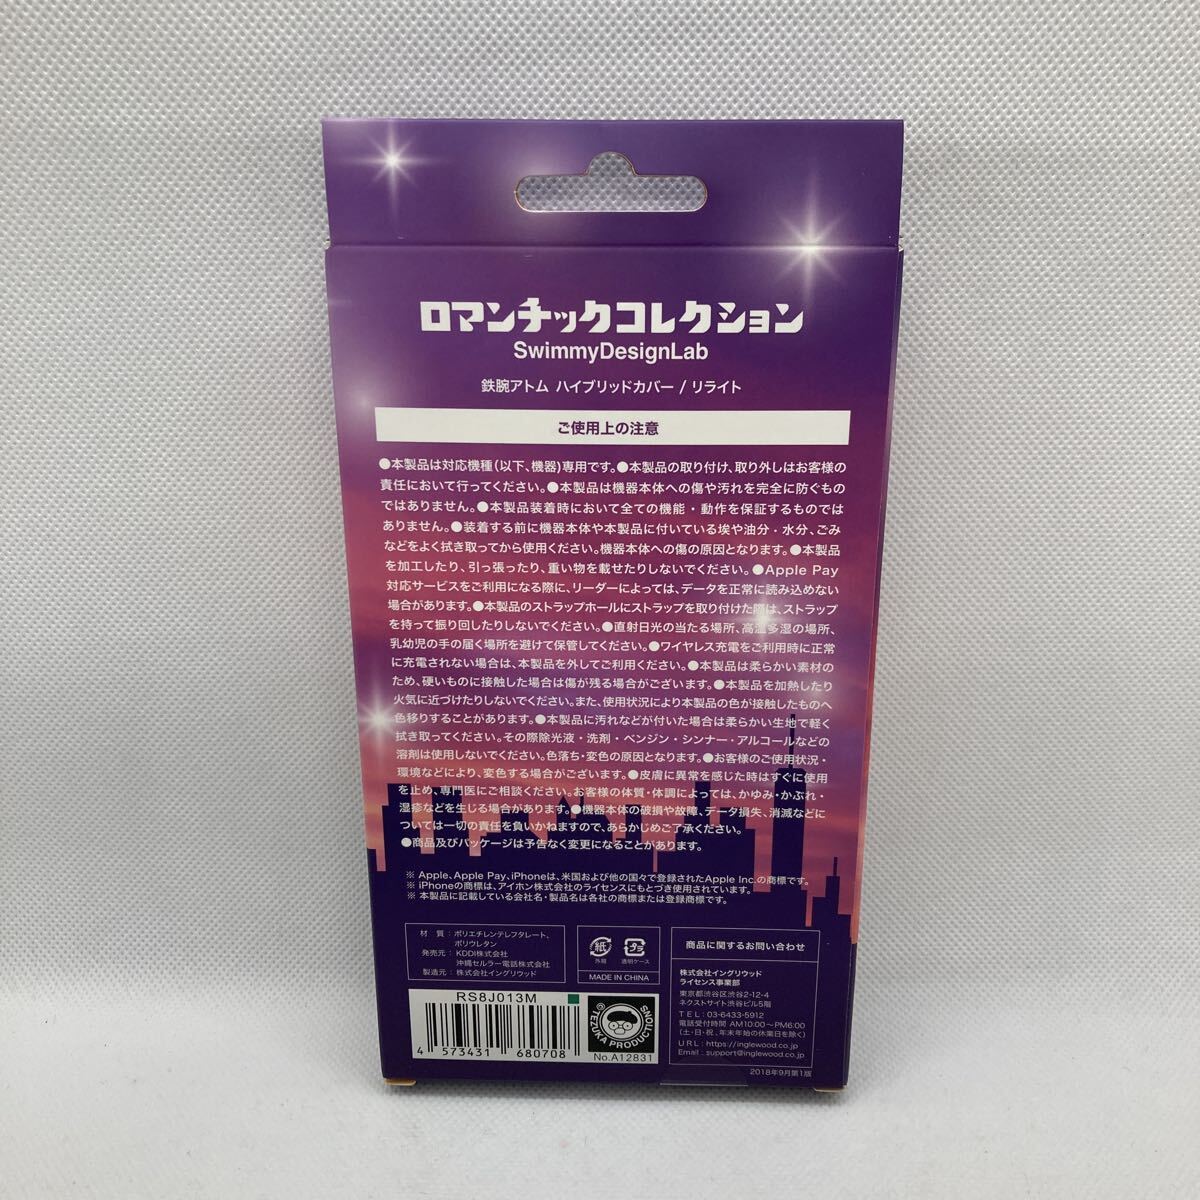 ロマンチックコレクション
SwimmyDesignLab
鉄腕アトム ハイブリッドカバー / リライト
ご使用上の注意
●本製品は対応機種(以下、機器)専用です。●本製品の取り付け、取り外しはお客様の
責任において行ってください。●本製品は機器本体への傷や汚れを完全に防ぐもの
ではありません。●本製品装着時において全ての機能・動作を保証するものでは
ありません。●装着する前に機器本体や本製品に付いている埃や油分・水分、ごみ
などをよく拭き取ってから使用ください。機器本体への傷の原因となります。●本製品
を加工したり、引っ張ったり、重い物を載せたりしないでください。●Apple Pay
対応サービスをご利用になる際に、リーダーによっては、データを正常に読み込めない
場合があります。●本製品のストラップホールにストラップを取り付けた際は、ストラップ
を持って振り回したりしないでください。●直射日光の当たる場所、高温多湿の場所、
乳幼児の手の届く場所を避けて保管してください。●ワイヤレス充電をご利用時に正常
に充電されない場合は、本製品を外してご利用ください。●本製品は柔らかい素材の
ため、硬いものに接触した場合は傷が残る場合がございます。●本製品を加熱したり
火気に近づけたりしないでください。また、使用状況により本製品の色が接触したものへ
色移りすることがあります。●本製品に汚れなどが付いた場合は柔らかい生地で軽く
拭き取ってください。その際除光液・洗剤・ベンジン・シンナー・アルコールなどの
溶剤は使用しないでください。色落ち・変色の原因となります。●お客様のご使用状況・
環境などにより、変色する場合がございます。●皮膚に異常を感じた時はすぐに使用
を止め、専門医にご相談ください。お客様の体質・体調によっては、かゆみ・かぶれ・
湿疹などを生じる場合があります。●機器本体の破損や故障、データ損失、消滅などに
ついては一切の責任を負いかねますので、あらかじめご了承ください。
●商品及びパッケージは予告なく変更になることがあります。
※ Apple、Apple Pay、iPhoneは、米国および他の国々で登録されたApple Inc.の商標です。
※ iPhoneの商標は、アイホン株式会社のライセンスにもとづき使用されています。
※ 本製品に記載している会社名・製品名は各社の商標または登録商標です。
材 質：ポリエチレンテレフタレート、
ポリウレタン
発売元：KDDI株式会社
沖縄セルラー電話株式会社
製造元：株式会社イングリウッド
紙
外箱
プラ
透明ケース
MADE IN CHINA
商品に関するお問い合わせ
株式会社イングリウッド
ライセンス事業部
東京都渋谷区渋谷2-12-4
ネクストサイト渋谷ビル5階
TEL：03-6433-5912
電話受付時間 AM10:00〜PM6:00
(土・日・祝、年末年始の休業日を除く)
URL：https://inglewood.co.jp
Email：support@inglewood.co.jp
2018年9月第1版
RS8J013M
4 573431 680708
© TEZUKA PRODUCTIONS
No.A12831